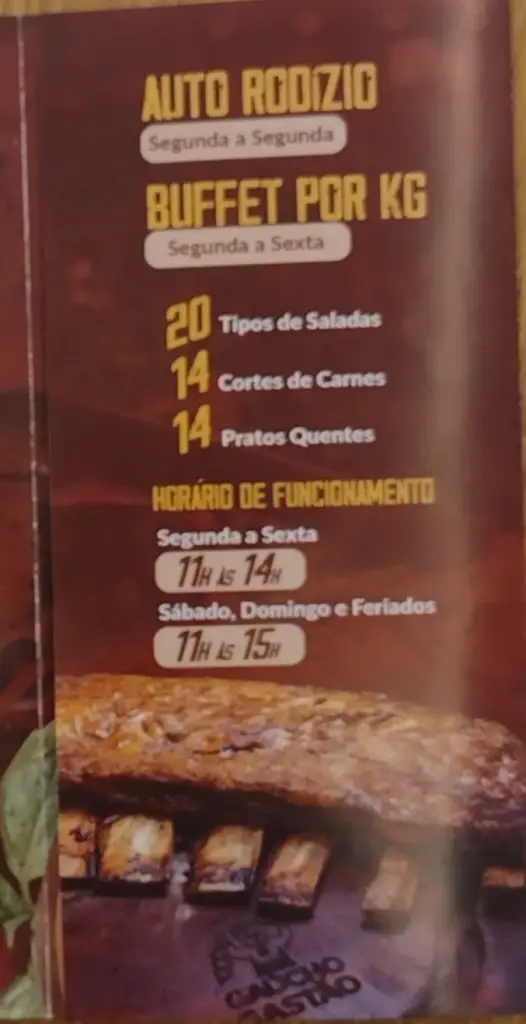 AUTO RODÍZIO
Segunda a Segunda
BUFFET POR KG
Segunda a Sexta
20 Tipos de Saladas
14 Cortes de Carnes
14 Pratos Quentes
HORÁRIO DE FUNCIONAMENTO
Segunda a Sexta
11H ÀS 14H
Sábado, Domingo e Feriados
11H ÀS 15H
GAÚCHO
GASTÃO